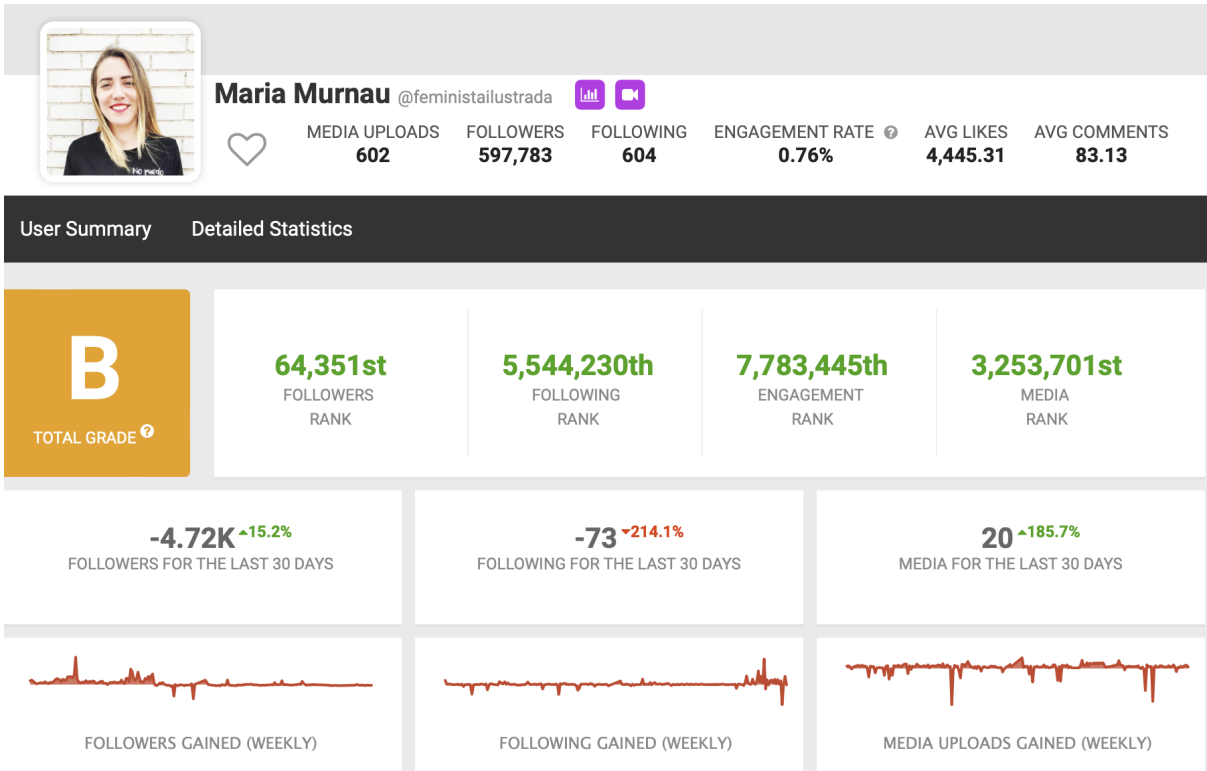 Maria Murnau @feministailustrada
MEDIA UPLOADS FOLLOWERS FOLLOWING ENGAGEMENT RATE ? AVG LIKES AVG COMMENTS
602 597,783 604 0.76% 4,445.31 83.13
No puedo
User Summary Detailed Statistics
B
TOTAL GRADE ?
64,351st 5,544,230th 7,783,445th 3,253,701st
FOLLOWERS FOLLOWING ENGAGEMENT MEDIA
RANK RANK RANK RANK
-4.72K 15.2% -73 214.1% 20 185.7%
FOLLOWERS FOR THE LAST 30 DAYS FOLLOWING FOR THE LAST 30 DAYS MEDIA FOR THE LAST 30 DAYS
FOLLOWERS GAINED (WEEKLY) FOLLOWING GAINED (WEEKLY) MEDIA UPLOADS GAINED (WEEKLY)